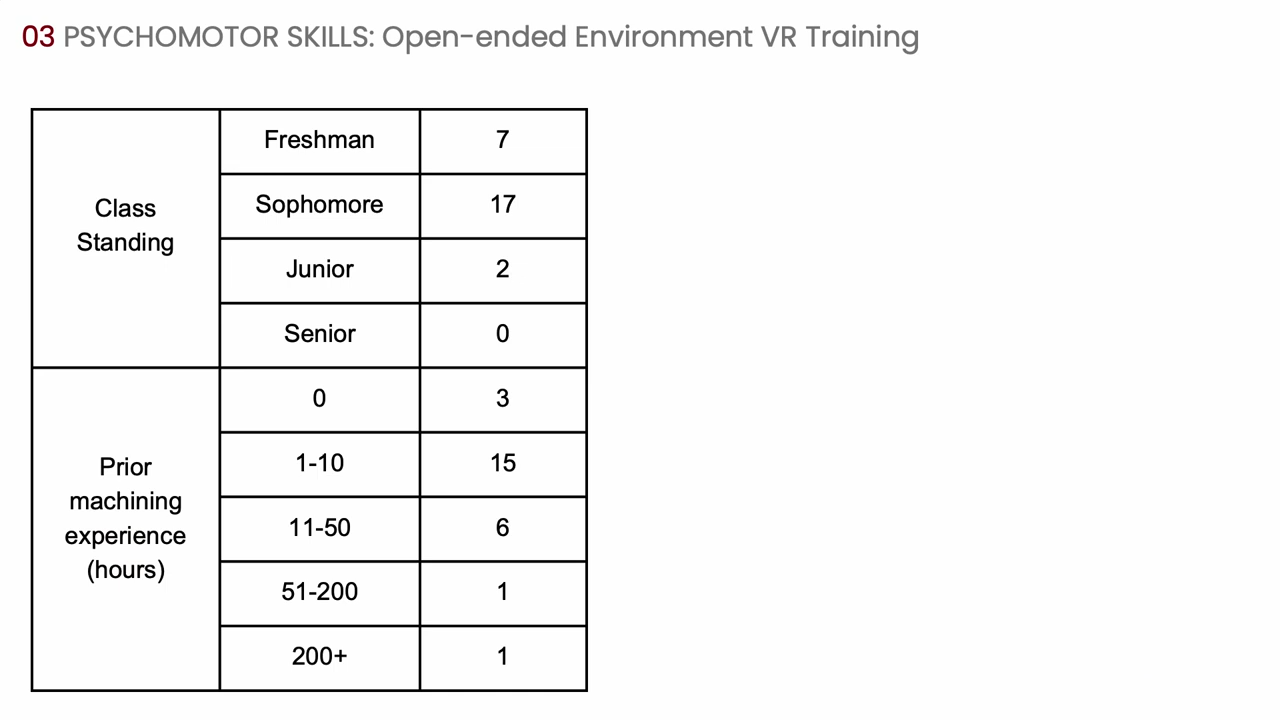 03 PSYCHOMOTOR SKILLS: Open-ended Environment VR Training
Class
Standing
Freshman
7
Sophomore
17
Junior
2
Senior
0
Prior
machining
experience
(hours)
0
3
1-10
15
11-50
6
51-200
1
200+
1